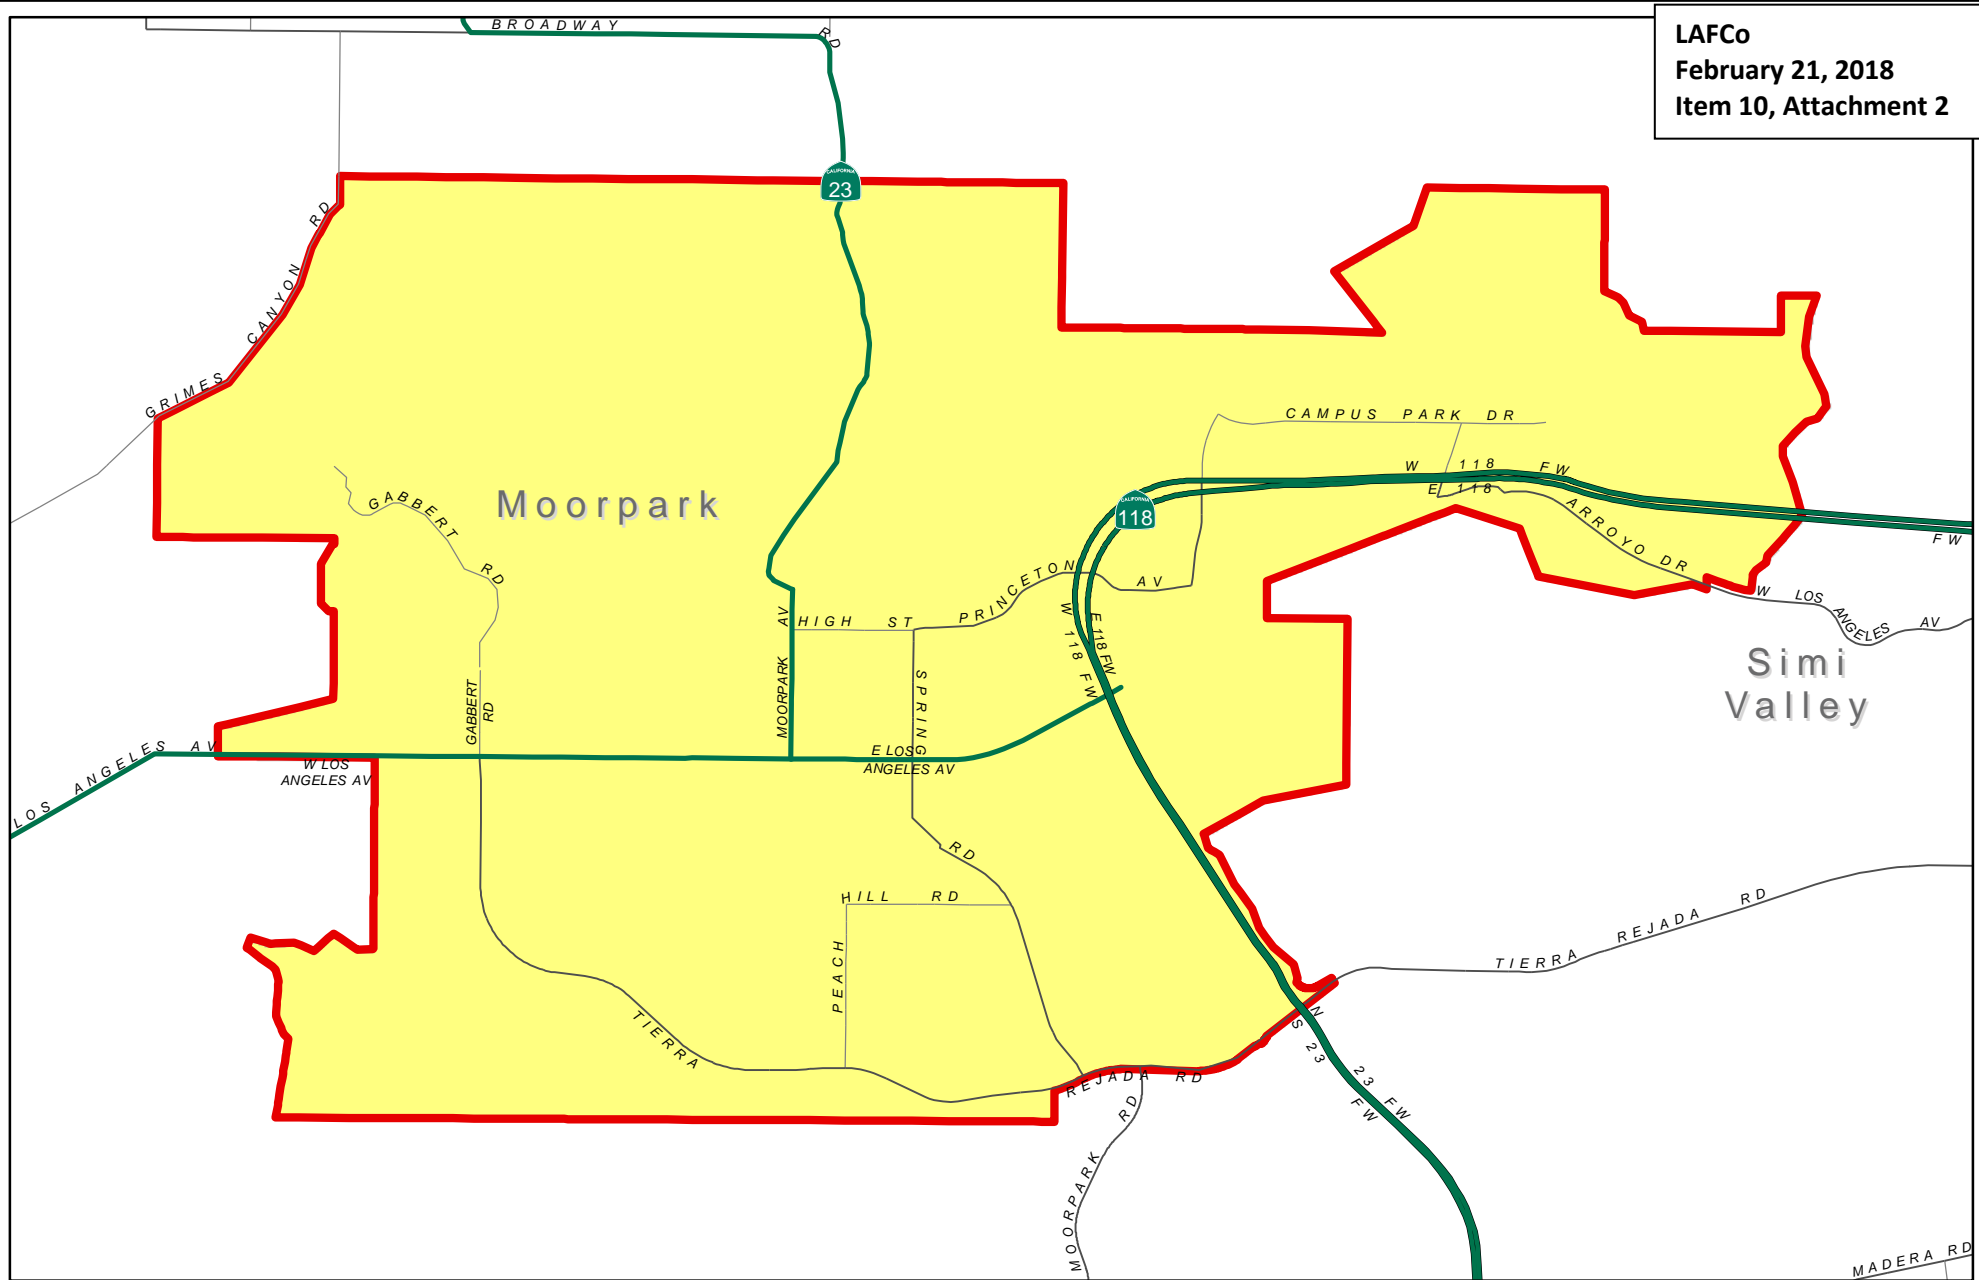 BROADWAY RD
LAFCo
February 21, 2018
Item 10, Attachment 2
CALIFORNIA
23
GRIMES CANYON RD
CAMPUS PARK DR
W 118 FW
E 118 FW
Moorpark
GABBERT RD
CALIFORNIA
118
ARROYO DR
PRINCETON AV
HIGH ST
W LOS ANGELES AV
MOORPARK AV
W 118 FW
E 118 FW
Simi
Valley
GABBERT
RD
SPRING RD
LOS ANGELES AV
W LOS
ANGELES AV
E LOS
ANGELES AV
PEACH HILL RD
TIERRA REJADA RD
TIERRA REJADA RD
N 23 FW
S 23 FW
MOORPARK RD
MADERA RD